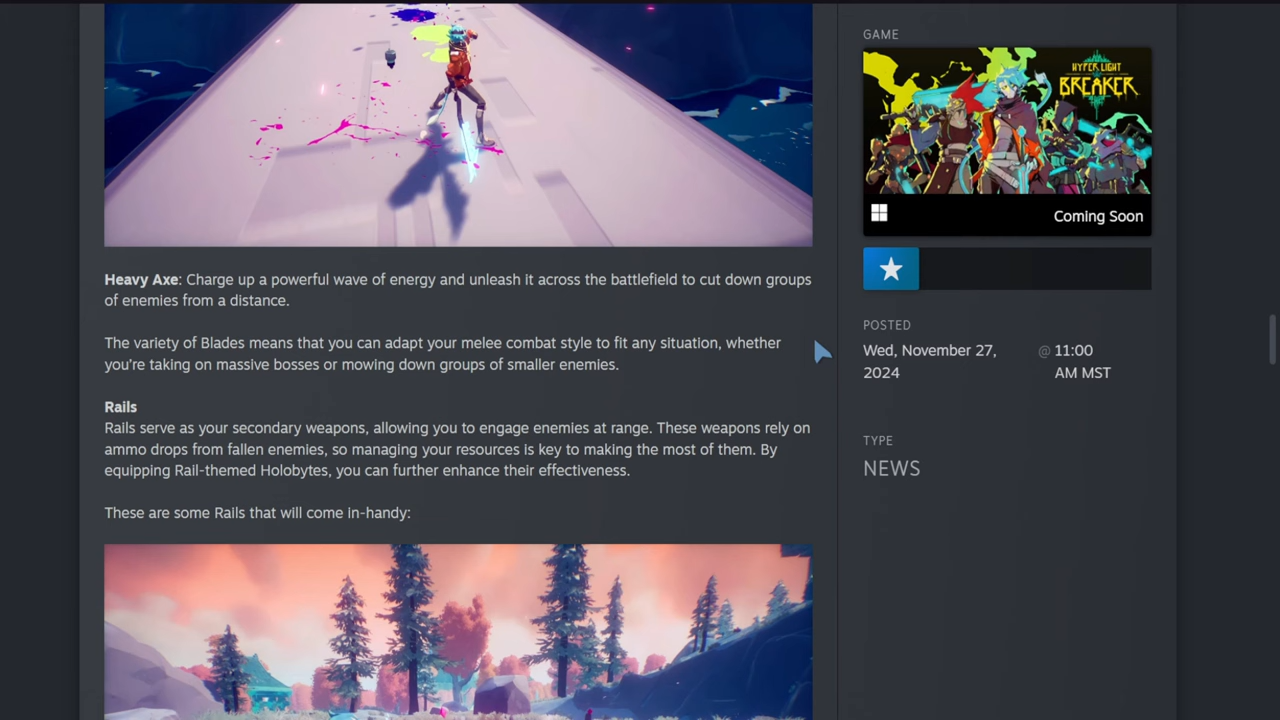 Heavy Axe: Charge up a powerful wave of energy and unleash it across the battlefield to cut down groups
of enemies from a distance.
The variety of Blades means that you can adapt your melee combat style to fit any situation, whether
you're taking on massive bosses or mowing down groups of smaller enemies.
Rails
Rails serve as your secondary weapons, allowing you to engage enemies at range. These weapons rely on
ammo drops from fallen enemies, so managing your resources is key to making the most of them. By
equipping Rail-themed Holobytes, you can further enhance their effectiveness.
These are some Rails that will come in-handy:
GAME
HYPER LIGHT
BREAKER
Coming Soon
POSTED
Wed, November 27, @ 11:00
2024 AM MST
TYPE
NEWS